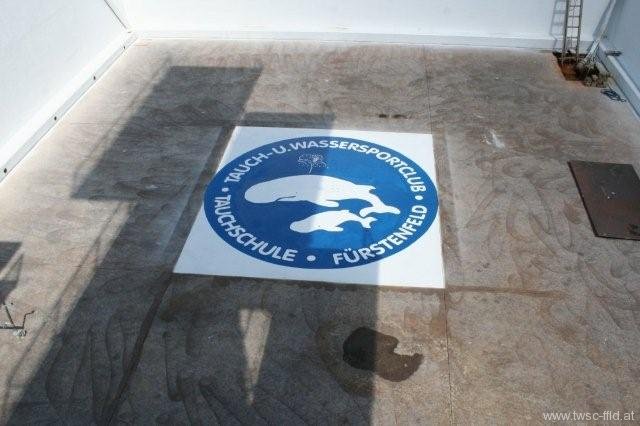 TAUCH-U.WASSERSPORTCLUB
TAUCHSCHULE • FÜRSTENFELD
www.twsc-ffld.at